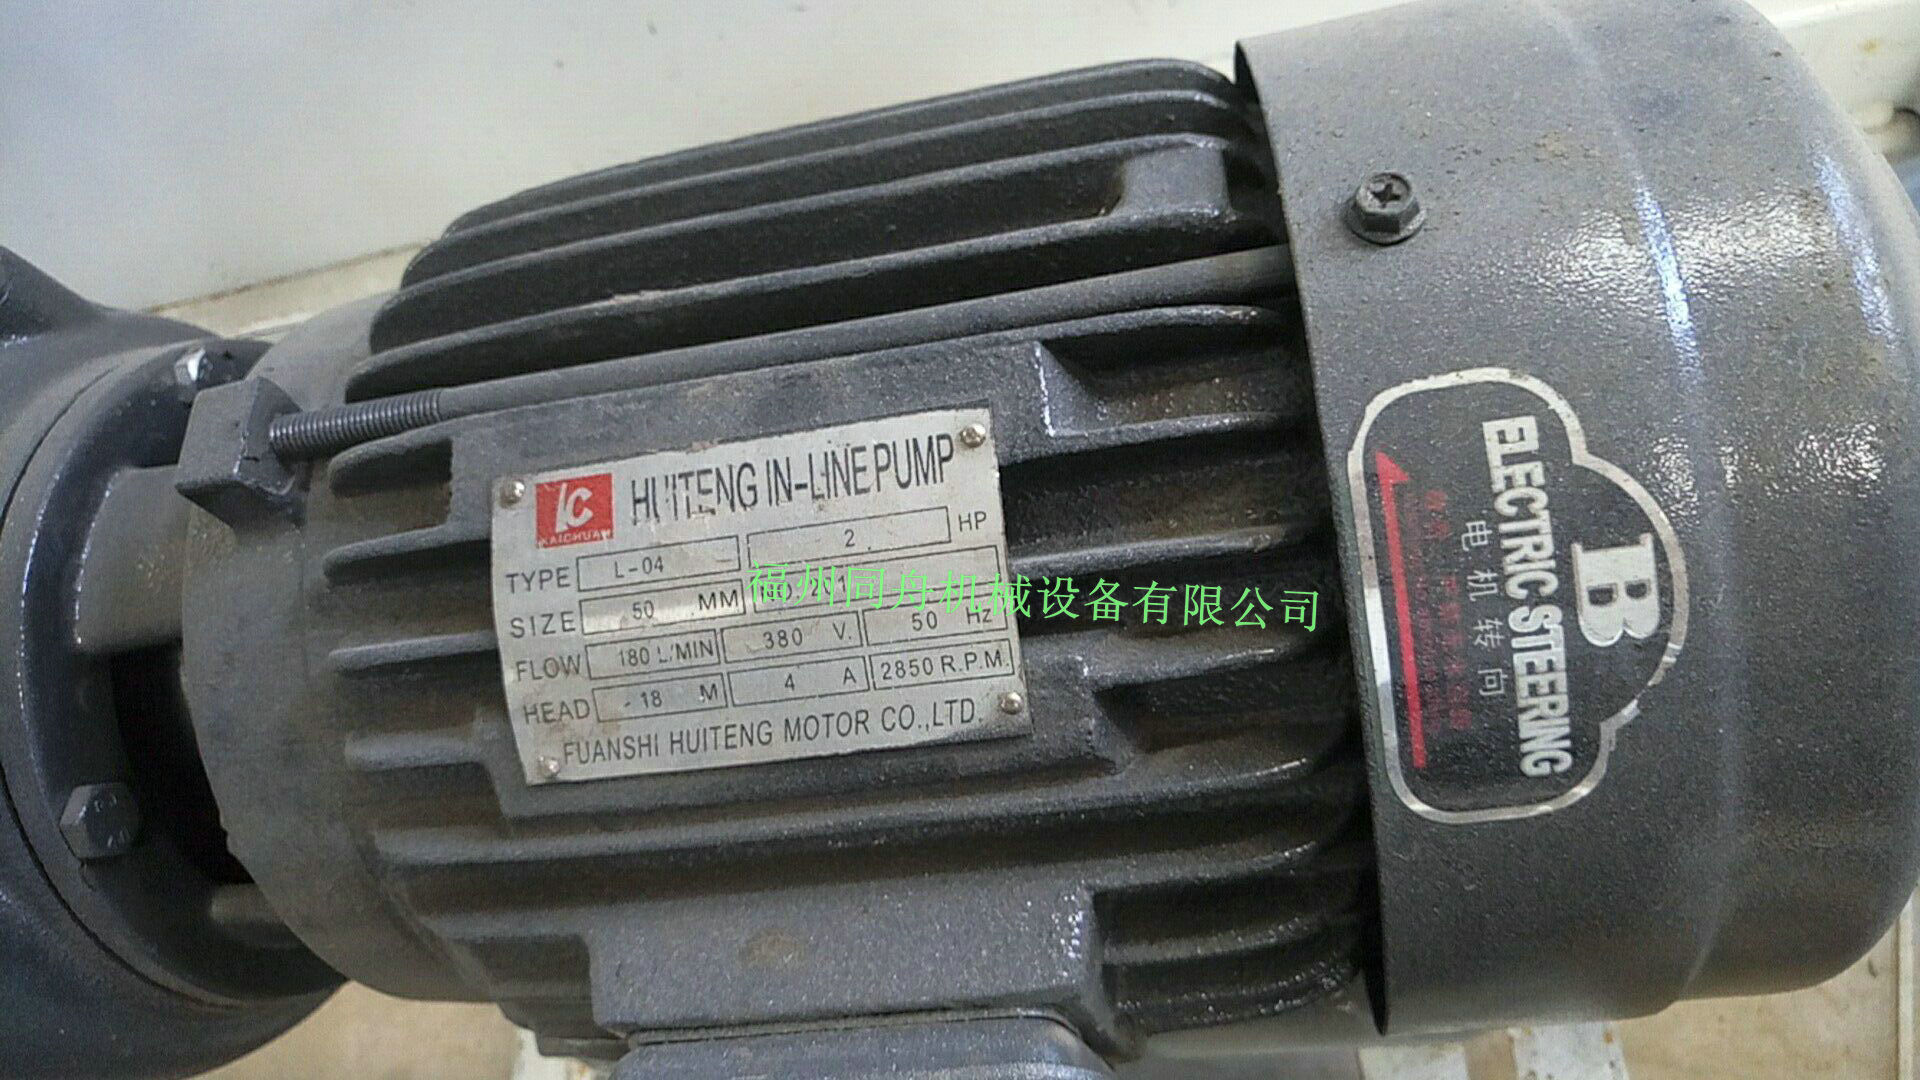 KAICHUAN
HUITENG IN-LINE PUMP
TYPE L-04 2 HP
SIZE 50 MM
FLOW 180 L/MIN 380 V. 50 Hz
HEAD 18 M 4 A 2850 R.P.M.
FUANSHI HUITENG MOTOR CO.,LTD.
福州同舟机械设备有限公司
B
ELECTRIC STEERING
电机转向